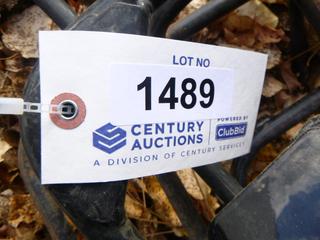 LOT NO
1489
CENTURY AUCTIONS
POWERED BY
ClubBid
A DIVISION OF CENTURY SERVICES